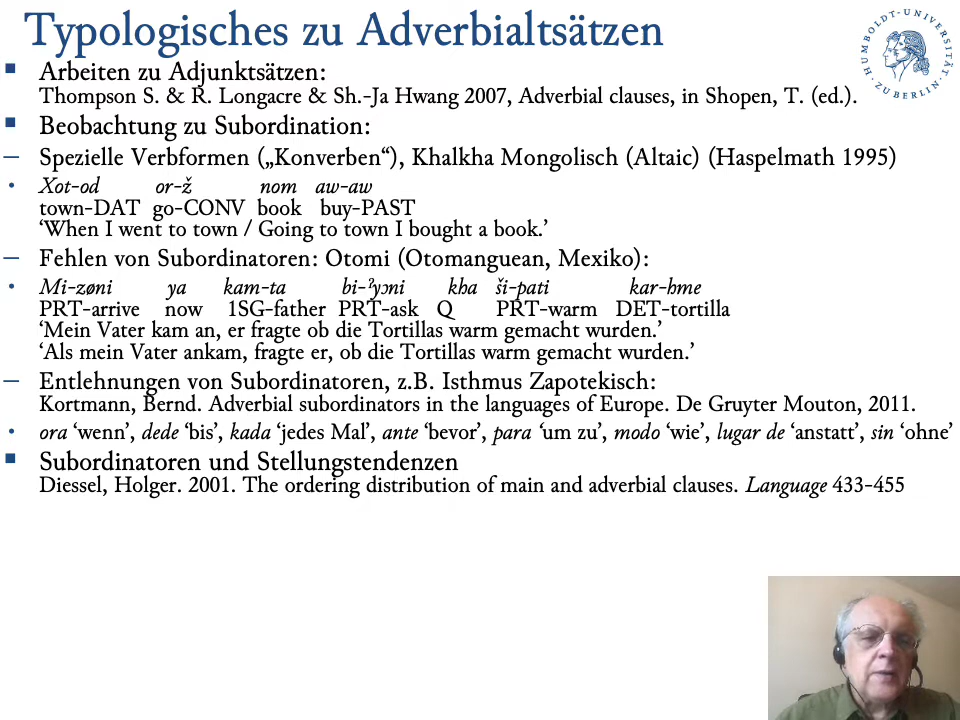 Typologisches zu Adverbialtsätzen
HUMBOLDT-UNIVERSITÄT · ZU BERLIN ·
▪ Arbeiten zu Adjunktsätzen:
Thompson S. & R. Longacre & Sh.-Ja Hwang 2007, Adverbial clauses, in Shopen, T. (ed.).
▪ Beobachtung zu Subordination:
– Spezielle Verbformen („Konverben“), Khalkha Mongolisch (Altaic) (Haspelmath 1995)
• Xot-od or-ž nom aw-aw
town-DAT go-CONV book buy-PAST
‘When I went to town / Going to town I bought a book.’
– Fehlen von Subordinatoren: Otomi (Otomanguean, Mexiko):
• Mi-zøni ya kam-ta bi-ˀyɔni kha ši-pati kar-hme
PRT-arrive now 1SG-father PRT-ask Q PRT-warm DET-tortilla
‘Mein Vater kam an, er fragte ob die Tortillas warm gemacht wurden.’
‘Als mein Vater ankam, fragte er, ob die Tortillas warm gemacht wurden.’
– Entlehnungen von Subordinatoren, z.B. Isthmus Zapotekisch:
Kortmann, Bernd. Adverbial subordinators in the languages of Europe. De Gruyter Mouton, 2011.
• ora ‘wenn’, dede ‘bis’, kada ‘jedes Mal’, ante ‘bevor’, para ‘um zu’, modo ‘wie’, lugar de ‘anstatt’, sin ‘ohne’
▪ Subordinatoren und Stellungstendenzen
Diessel, Holger. 2001. The ordering distribution of main and adverbial clauses. Language 433-455